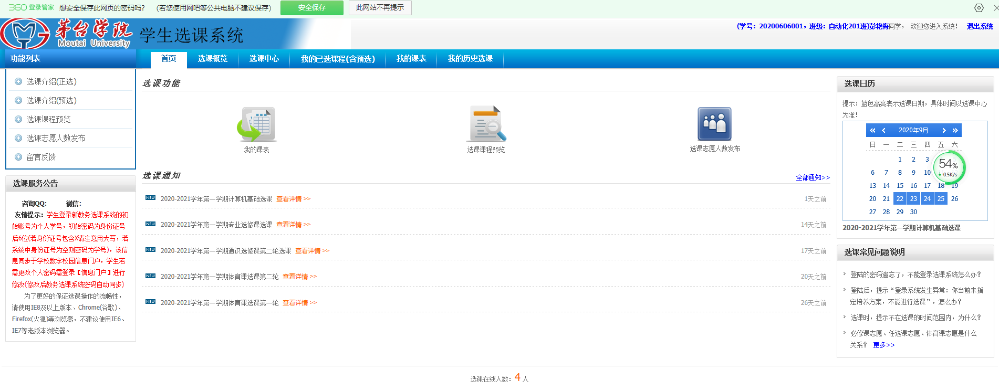 360 登录管家 想安全保存此网页的密码吗？ （若您使用网吧等公共电脑不建议保存） 安全保存 此网站不再提示
茅台学院
Moutai University
学生选课系统
(学号：20200606001，班级：自动化201班)彭艳梅同学， 欢迎您进入系统！ 退出系统
功能列表
首页 选课概览 选课中心 我的已选课程(含预选) 我的课表 我的历史选课
选课介绍(正选)
选课介绍(预选)
选课课程预览
选课志愿人数发布
留言反馈
选课服务公告
咨询QQ： 微信：
友情提示：学生登录新教务选课系统的初
始账号为个人学号，初始密码为身份证号
后6位(若身份证号包含X请注意用大写，若
系统中身份证号为空则密码为学号)，该信
息同步于学校数字校园信息门户，学生若
需更改个人密码需登录【信息门户】进行
修改(修改后教务选课系统密码自动同步)
为了更好的保证选课操作的流畅性，
请使用IE8及以上版本、Chrome(谷歌)、
Firefox(火狐)等浏览器，不建议使用IE6、
IE7等老版本浏览器。
选课功能
我的课表
选课课程预览
选课志愿人数发布
选课通知
全部通知>>
NEW 2020-2021学年第一学期计算机基础选课 查看详情 >> 1天之前
NEW 2020-2021学年第一学期专业选修课选课 查看详情 >> 14天之前
NEW 2020-2021学年第一学期通识选修课第二轮选课 查看详情 >> 17天之前
NEW 2020-2021学年第一学期体育课选课第二轮 查看详情 >> 20天之前
NEW 2020-2021学年第一学期体育课选课第一轮 查看详情 >> 26天之前
选课日历
提示：蓝色高亮表示选课日期，具体时间以选课中心
为准！
2020年9月
日 一 二 三 四 五 六
1 2 3
54%
0.5K/s
6 7 8 9 10
13 14 15 16 17 18 19
20 21 22 23 24 25 26
27 28 29 30
2020-2021学年第一学期计算机基础选课
选课常见问题说明
登陆的密码遗忘了，不能登录选课系统怎么办？
登陆后，提示“登录系统发生异常：你当前未指
定培养方案，不能进行选课”，怎么办？
选课时，提示不在选课的时间范围内，为什么？
必修课志愿、任选课志愿、体育课志愿是什么
关系？ 更多>>
选课在线人数：4 人